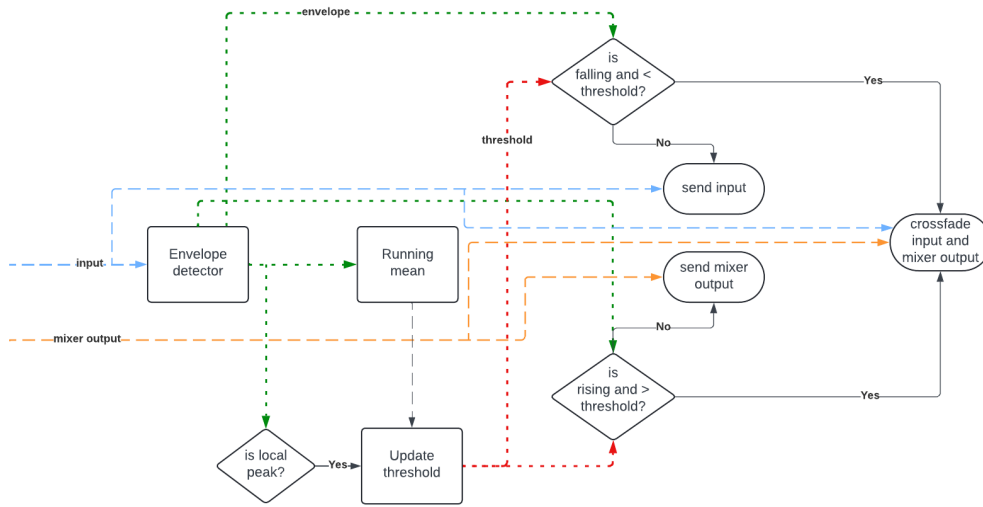 envelope
is
falling and <
threshold?
Yes
threshold
No
send input
crossfade
input and
mixer output
input
Envelope
detector
Running
mean
send mixer
output
mixer output
No
is
rising and >
threshold?
Yes
is local
peak?
Yes
Update
threshold